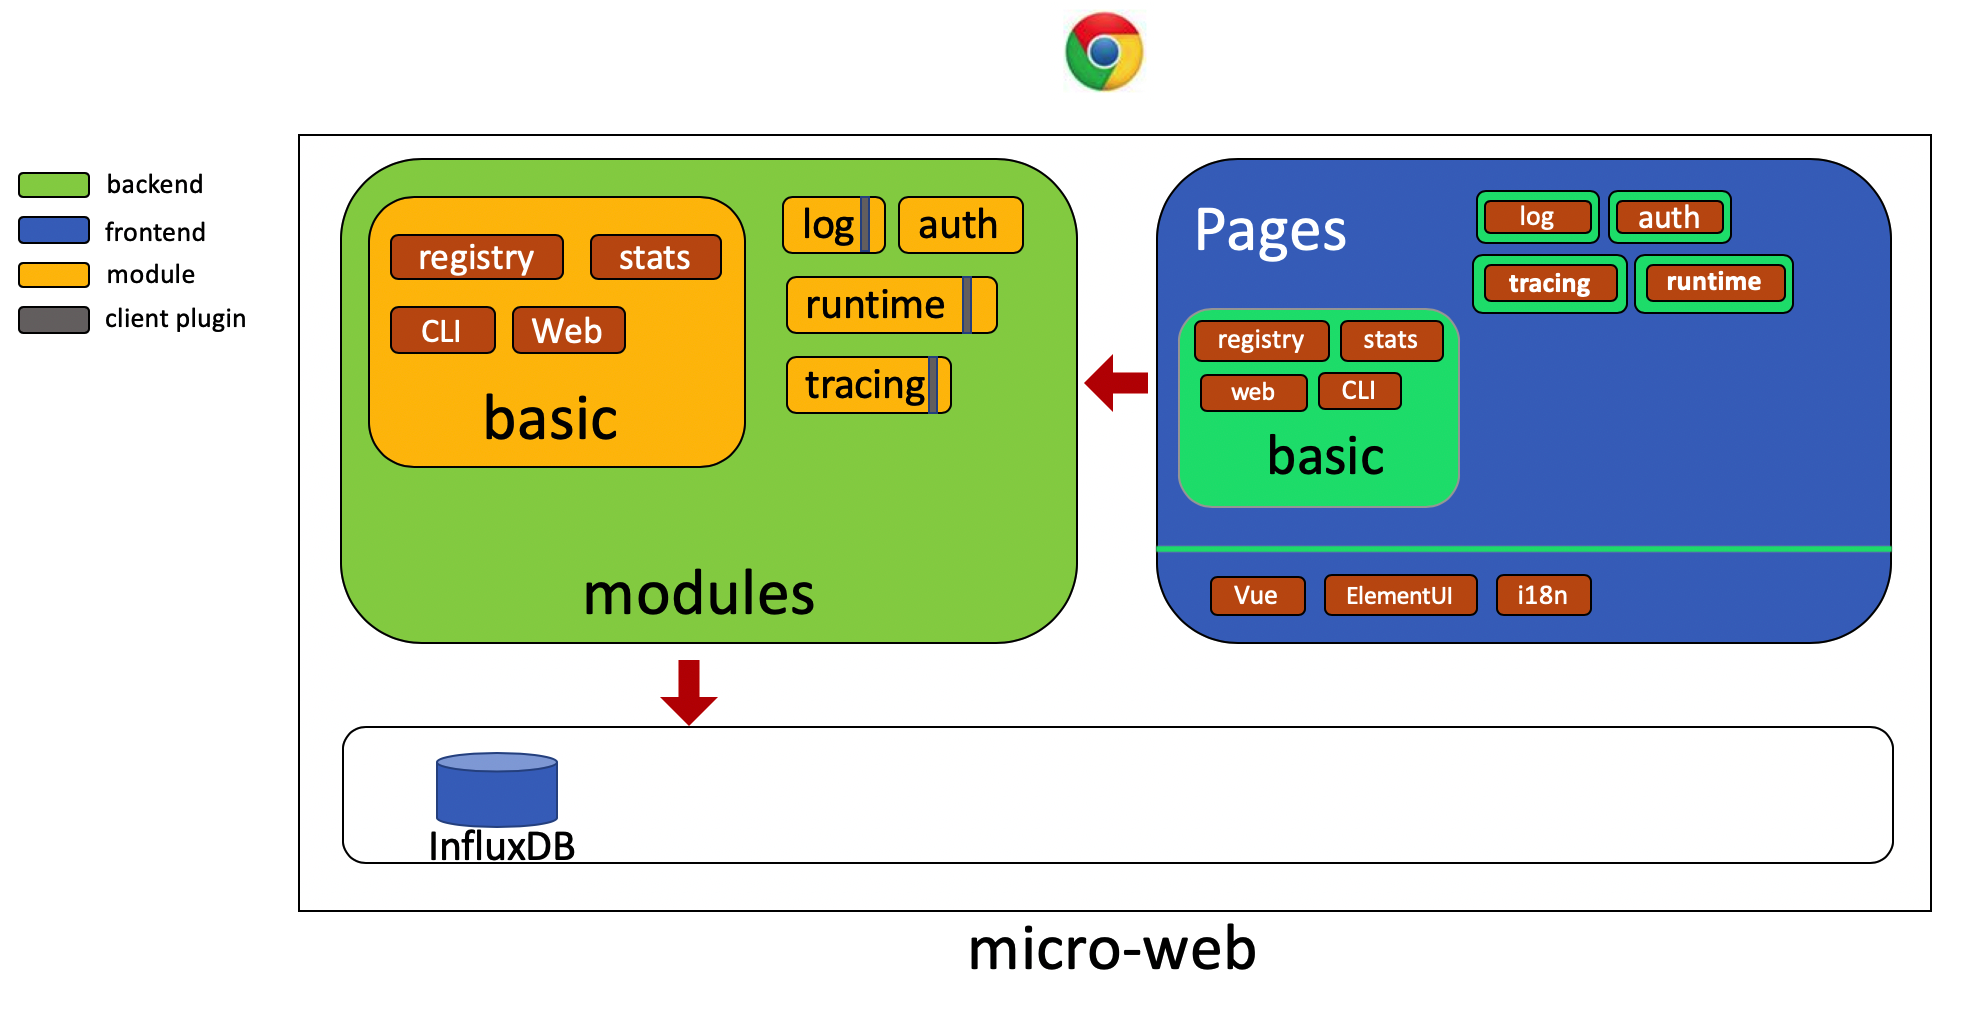 backend
frontend
module
client plugin
registry
stats
CLI
Web
basic
log
auth
runtime
tracing
modules
Pages
log
auth
tracing
runtime
registry
stats
web
CLI
basic
Vue
ElementUI
i18n
InfluxDB
micro-web